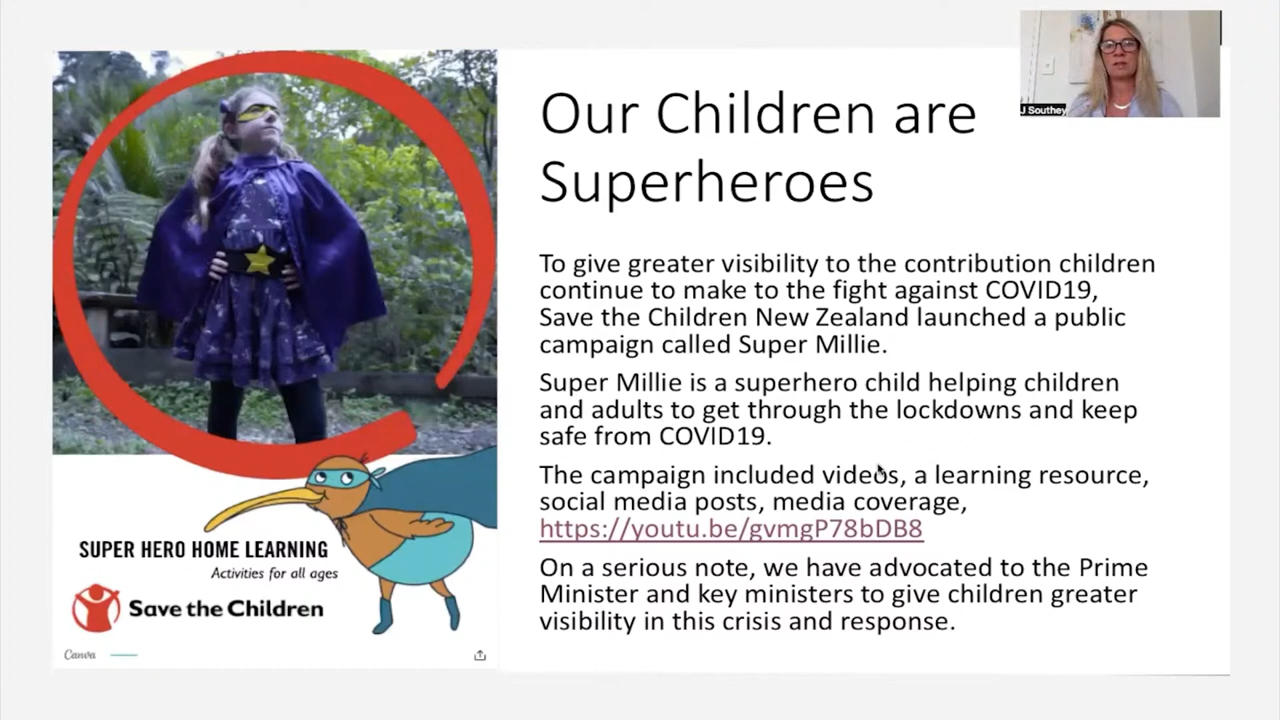 Our Children are
Superheroes
J Southey
To give greater visibility to the contribution children
continue to make to the fight against COVID19,
Save the Children New Zealand launched a public
campaign called Super Millie.
Super Millie is a superhero child helping children
and adults to get through the lockdowns and keep
safe from COVID19.
The campaign included videos, a learning resource,
social media posts, media coverage,
https://youtu.be/gvmgP78bDB8
On a serious note, we have advocated to the Prime
Minister and key ministers to give children greater
visibility in this crisis and response.
SUPER HERO HOME LEARNING
Activities for all ages
Save the Children
Canva